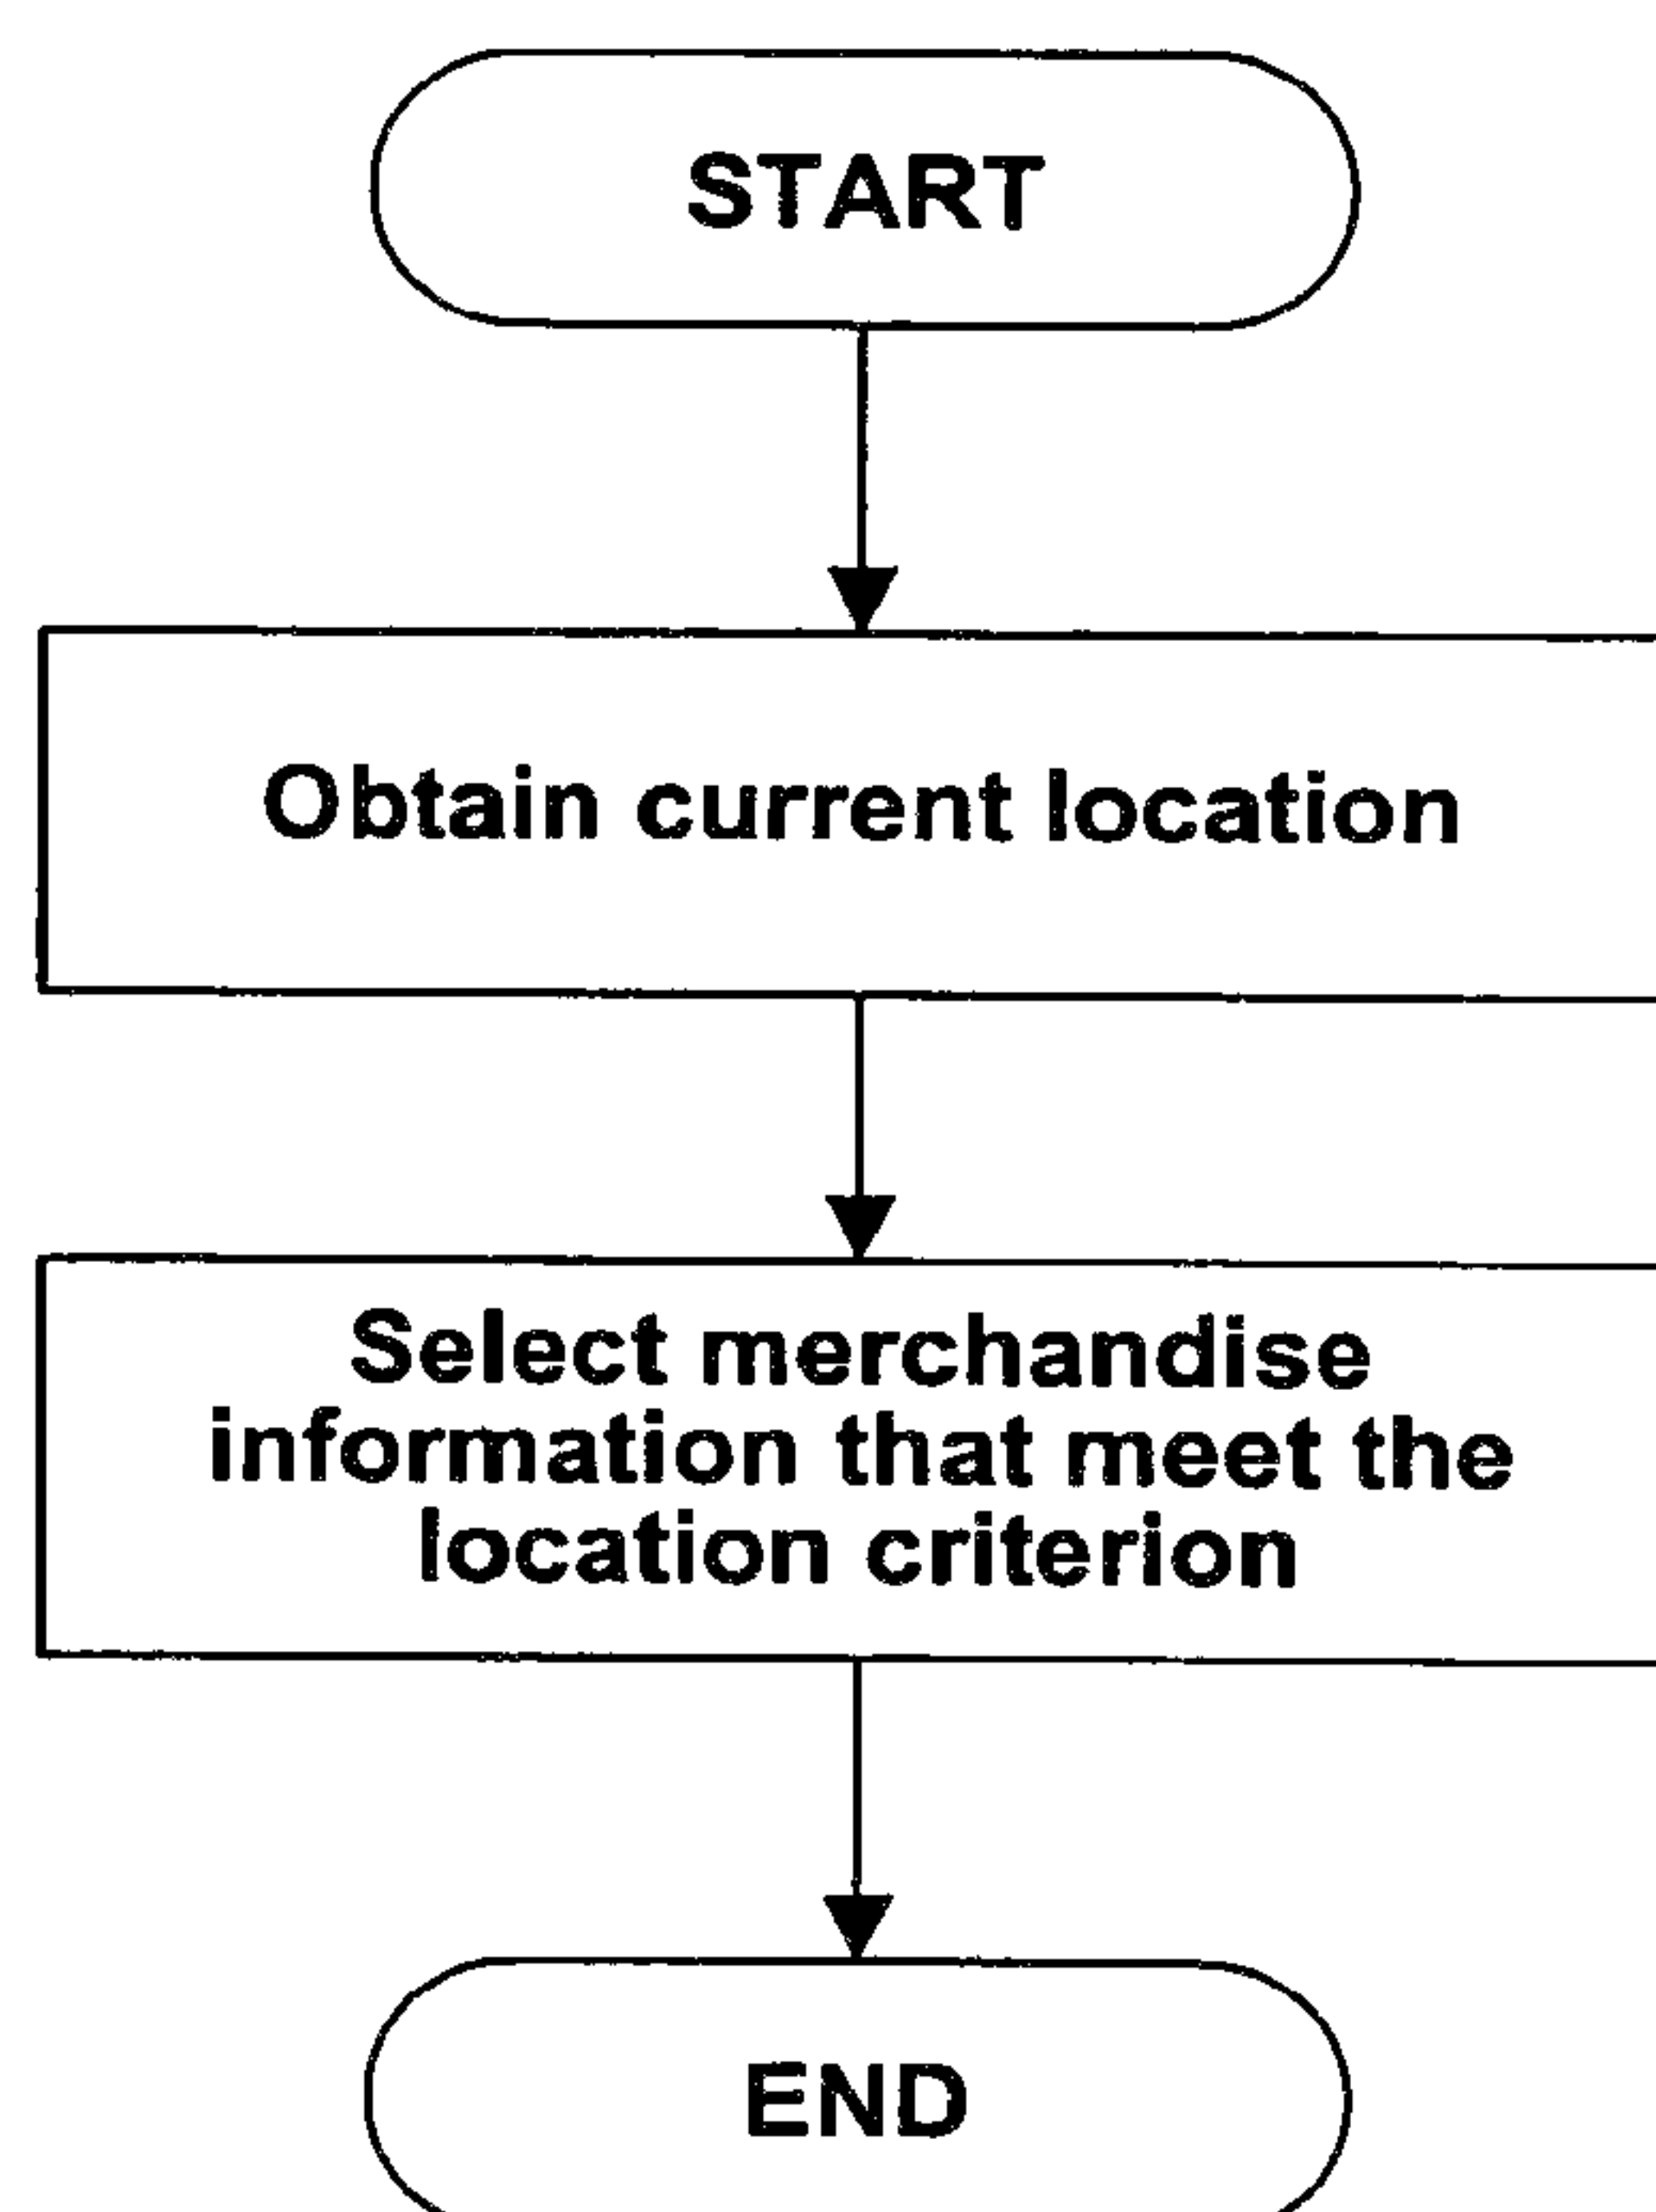 START
Obtain current location
Select merchandise
information that meet the
location criterion
END